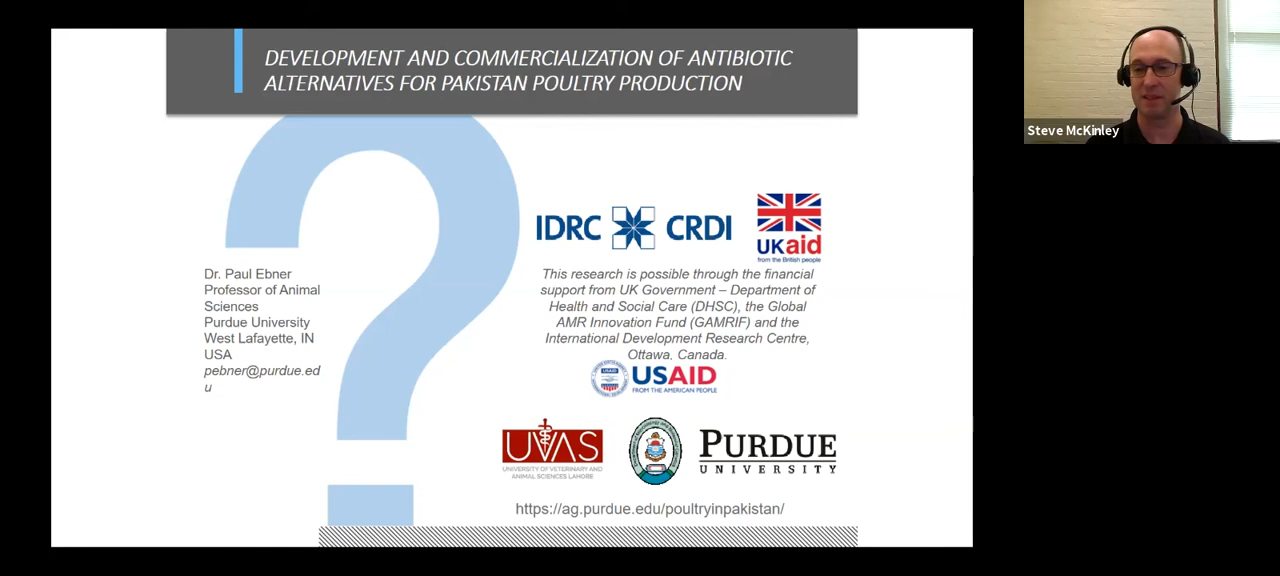 DEVELOPMENT AND COMMERCIALIZATION OF ANTIBIOTIC
ALTERNATIVES FOR PAKISTAN POULTRY PRODUCTION
Steve McKinley
IDRC CRDI
UKaid
from the British people
Dr. Paul Ebner
Professor of Animal
Sciences
Purdue University
West Lafayette, IN
USA
pebner@purdue.ed
u
This research is possible through the financial
support from UK Government – Department of
Health and Social Care (DHSC), the Global
AMR Innovation Fund (GAMRIF) and the
International Development Research Centre,
Ottawa, Canada.
USAID
FROM THE AMERICAN PEOPLE
UVAS
UNIVERSITY OF VETERINARY AND
ANIMAL SCIENCES LAHORE
PURDUE
UNIVERSITY
https://ag.purdue.edu/poultryinpakistan/